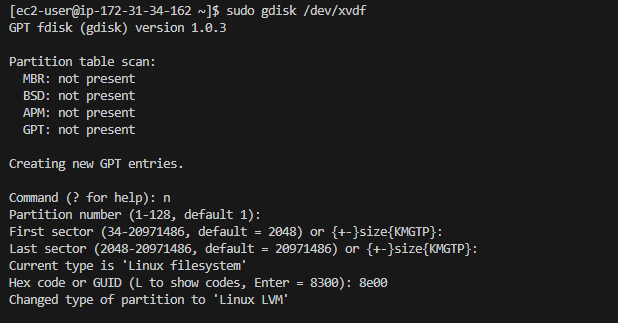 [ec2-user@ip-172-31-34-162 ~]$ sudo gdisk /dev/xvdf
GPT fdisk (gdisk) version 1.0.3
Partition table scan:
MBR: not present
BSD: not present
APM: not present
GPT: not present
Creating new GPT entries.
Command (? for help): n
Partition number (1-128, default 1):
First sector (34-20971486, default = 2048) or {+-}size{KMGTP}:
Last sector (2048-20971486, default = 20971486) or {+-}size{KMGTP}:
Current type is 'Linux filesystem'
Hex code or GUID (L to show codes, Enter = 8300): 8e00
Changed type of partition to 'Linux LVM'